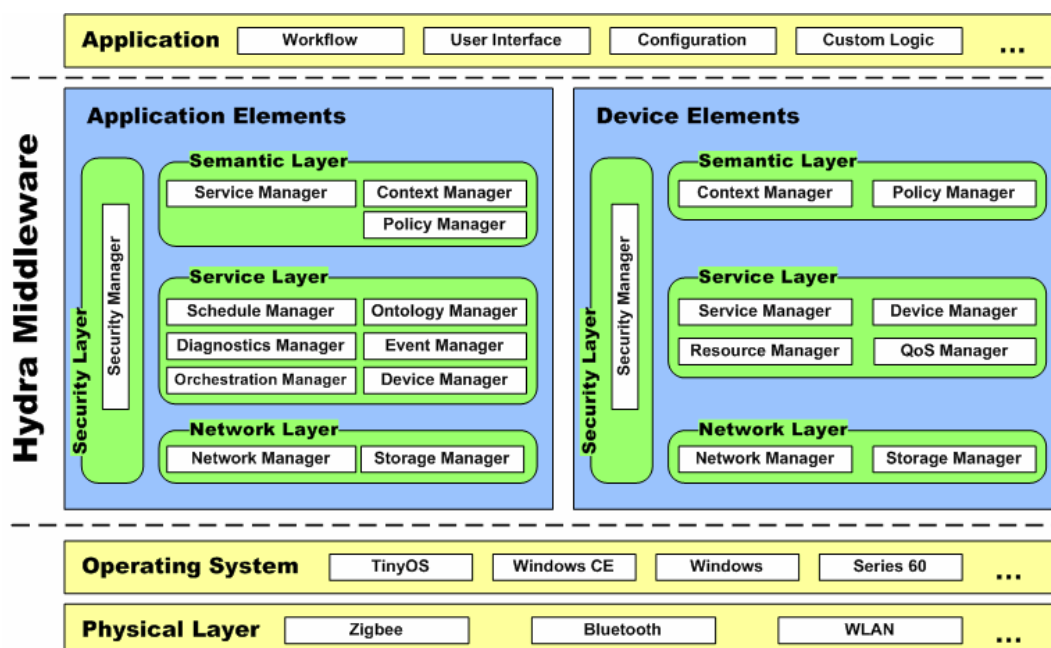 Application
Workflow
User Interface
Configuration
Custom Logic
...
Hydra Middleware
Application Elements
Security Layer
Security Manager
Semantic Layer
Service Manager
Context Manager
Policy Manager
Service Layer
Schedule Manager
Ontology Manager
Diagnostics Manager
Event Manager
Orchestration Manager
Device Manager
Network Layer
Network Manager
Storage Manager
Device Elements
Security Layer
Security Manager
Semantic Layer
Context Manager
Policy Manager
Service Layer
Service Manager
Device Manager
Resource Manager
QoS Manager
Network Layer
Network Manager
Storage Manager
Operating System
TinyOS
Windows CE
Windows
Series 60
...
Physical Layer
Zigbee
Bluetooth
WLAN
...